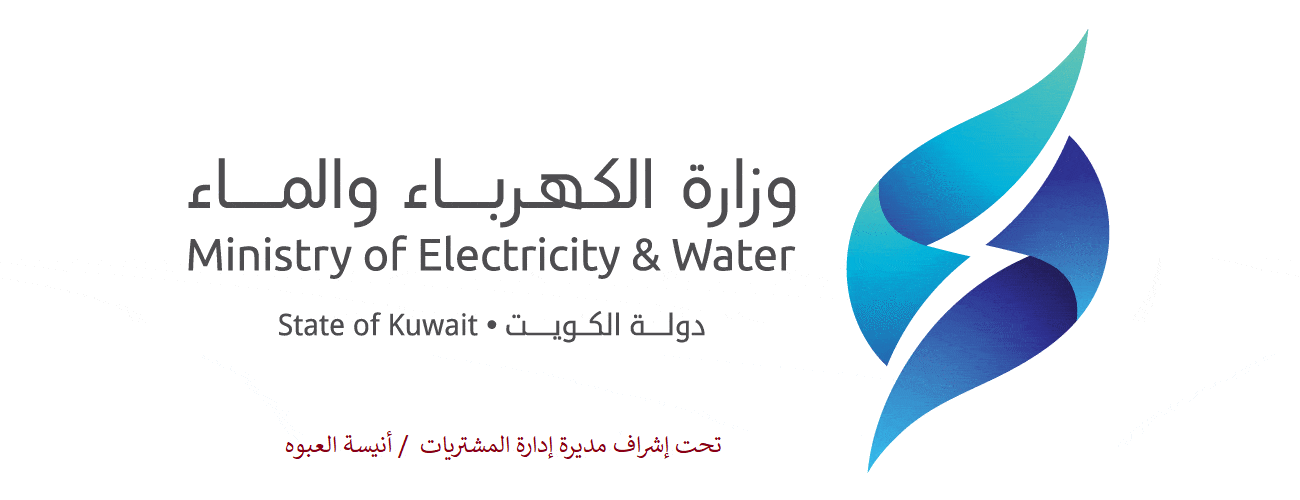 وزارة الكهرباء والماء
Ministry of Electricity & Water
State of Kuwait • دولة الكويت
تحت إشراف مديرة إدارة المشتريات / أنيسة العبوه